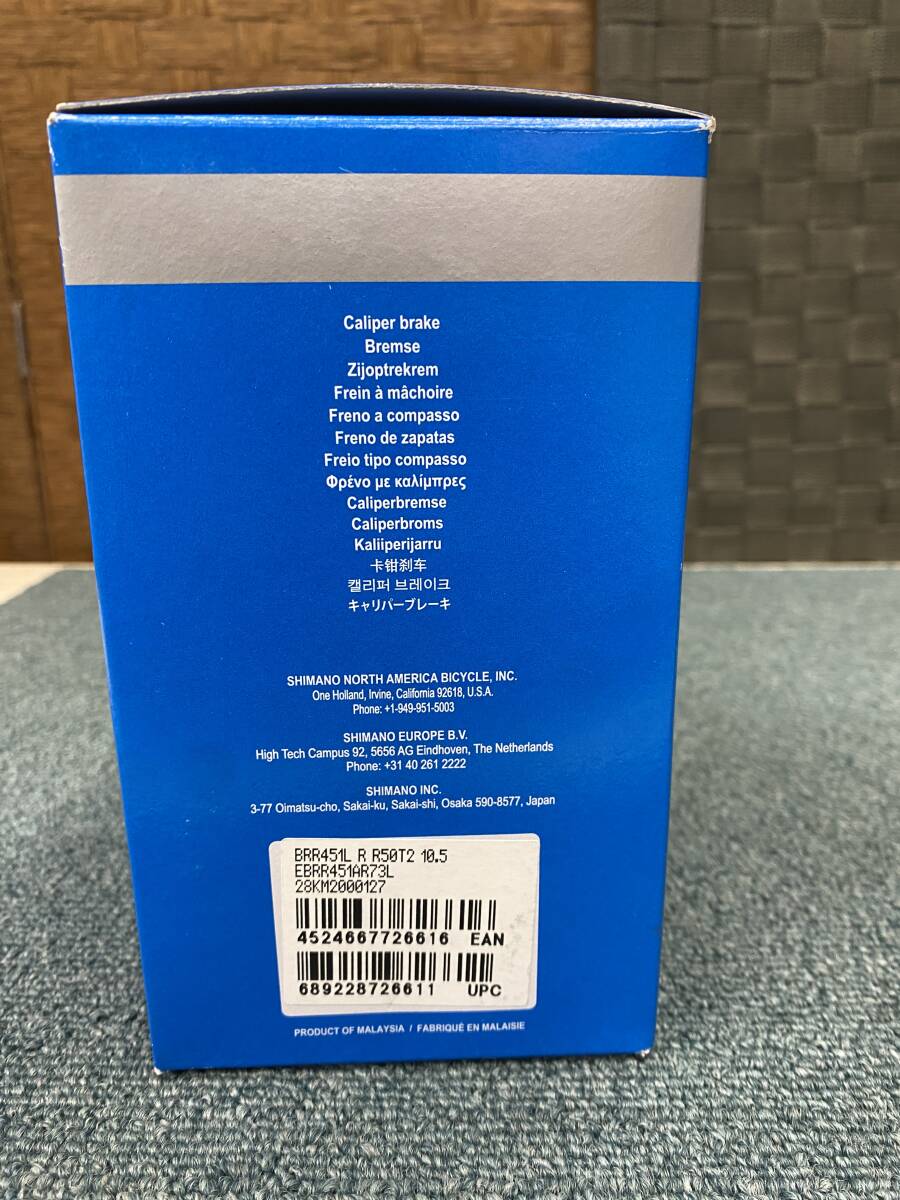 Caliper brake
Bremse
Zijoptrekrem
Frein à mâchoire
Freno a compasso
Freno de zapatas
Freio tipo compasso
Φρένο με καλίμπρες
Caliperbremse
Caliperbroms
Kaliiperijarru
卡钳刹车
캘리퍼 브레이크
キャリパーブレーキ
SHIMANO NORTH AMERICA BICYCLE, INC.
One Holland, Irvine, California 92618, U.S.A.
Phone: +1-949-951-5003
SHIMANO EUROPE B.V.
High Tech Campus 92, 5656 AG Eindhoven, The Netherlands
Phone: +31 40 261 2222
SHIMANO INC.
3-77 Oimatsu-cho, Sakai-ku, Sakai-shi, Osaka 590-8577, Japan
BRR451L R R50T2 10.5
EBRR451AR73L
28KM2000127
4524667726616 EAN
689228726611 UPC
PRODUCT OF MALAYSIA / FABRIQUÉ EN MALAISIE